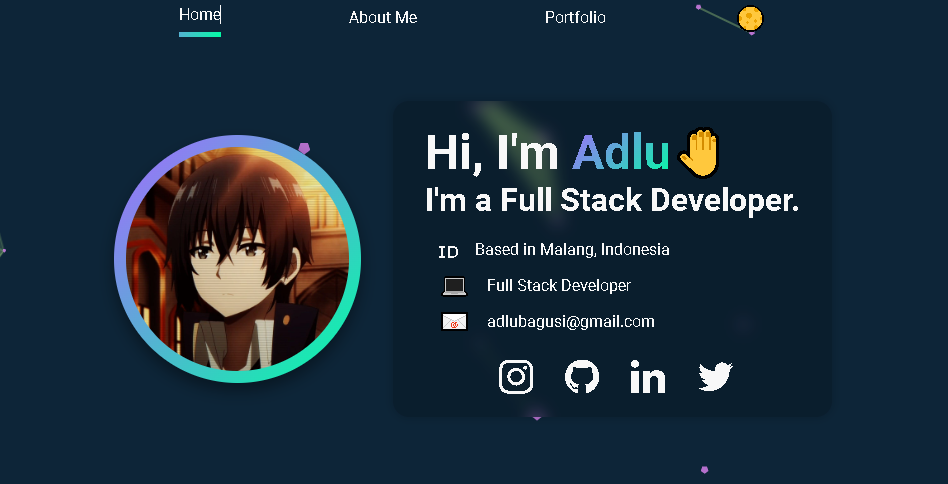 Home
About Me
Portfolio
Hi, I'm Adlu🤚
I'm a Full Stack Developer.
ID Based in Malang, Indonesia
Full Stack Developer
adlubagusi@gmail.com